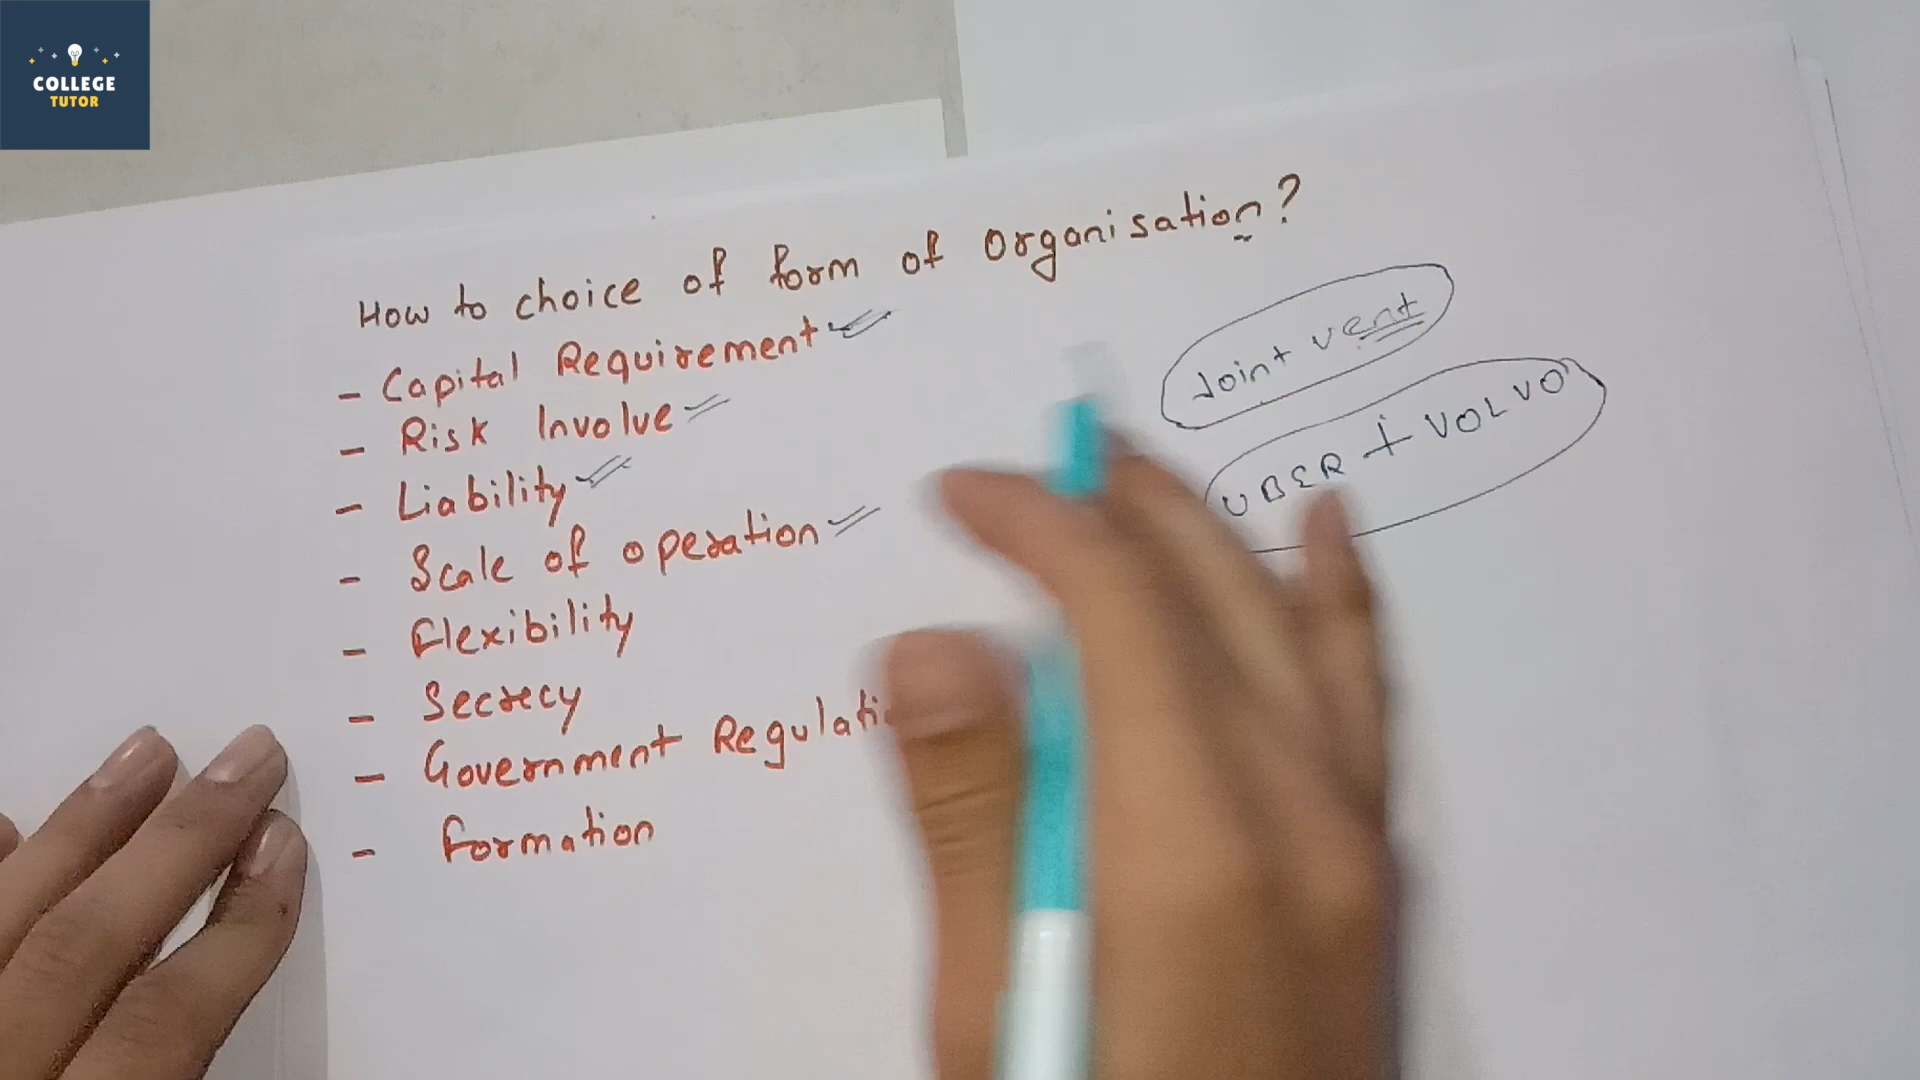 COLLEGE
TUTOR
How to choice of form of Organisation?
- Capital Requirement
- Risk Involve
- Liability
- Scale of operation
- Flexibility
- Secrecy
- Government Regulati
- Formation
Joint vent
UBER + VOLVO